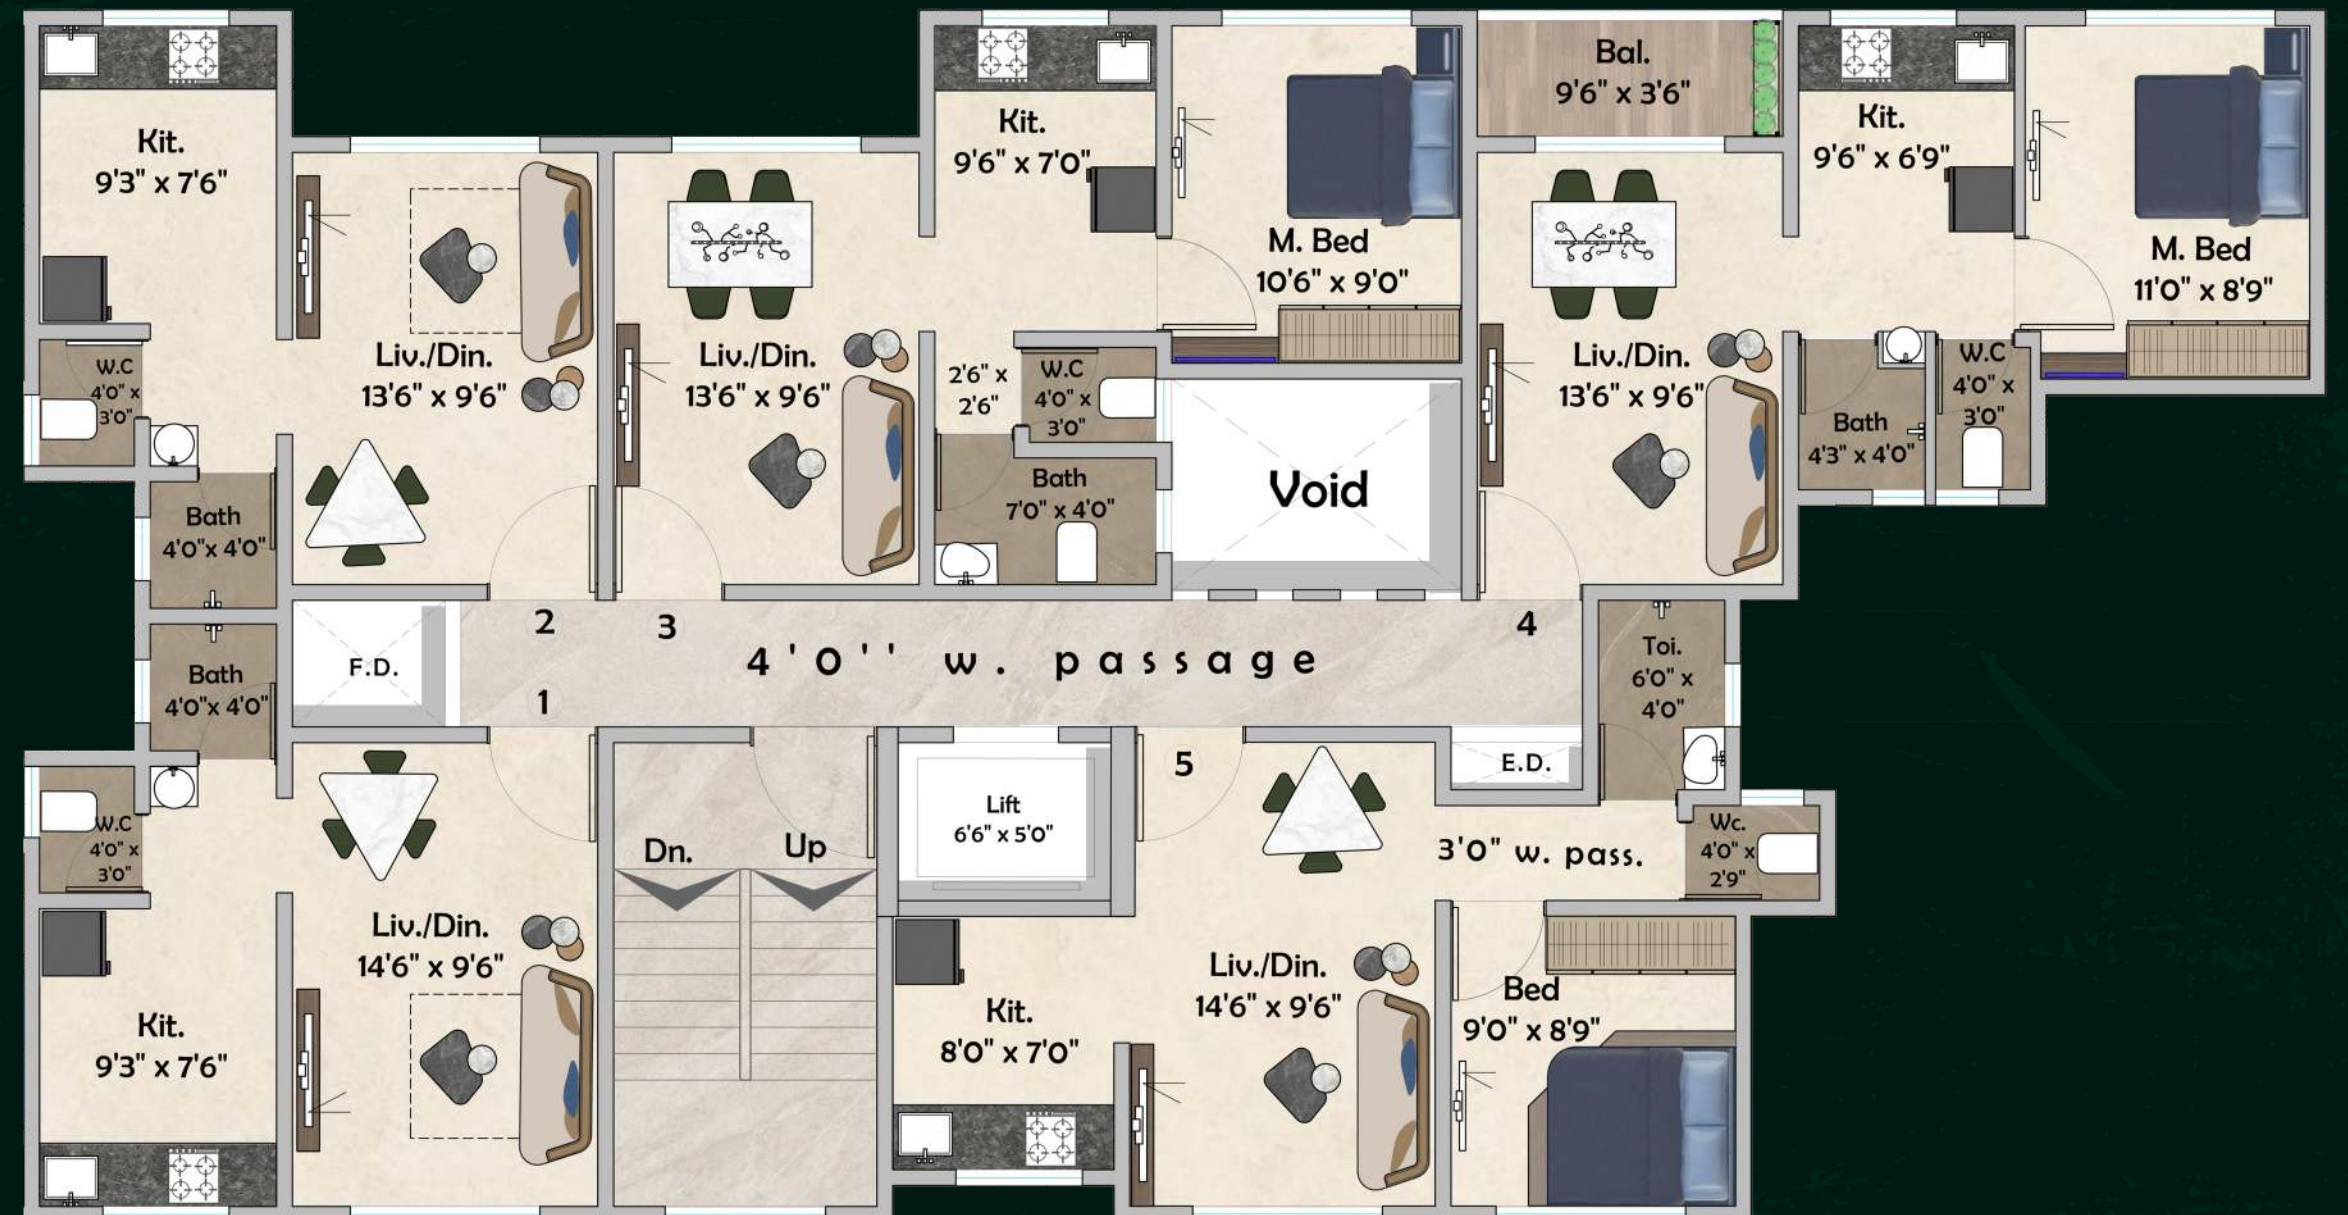 Kit.
9'3" x 7'6"
W.C
4'0" x
3'0"
Bath
4'0"x 4'0"
Liv./Din.
13'6" x 9'6"
Liv./Din.
13'6" x 9'6"
Kit.
9'6" x 7'0"
2'6" x
2'6"
W.C
4'0" x
3'0"
Bath
7'0" x 4'0"
M. Bed
10'6" x 9'0"
Void
Bal.
9'6" x 3'6"
Liv./Din.
13'6" x 9'6"
Kit.
9'6" x 6'9"
Bath
4'3" x 4'0"
W.C
4'0" x
3'0"
M. Bed
11'0" x 8'9"
F.D.
2
3
4
4'0'' w. passage
1
Bath
4'0"x 4'0"
W.C
4'0" x
3'0"
Kit.
9'3" x 7'6"
Liv./Din.
14'6" x 9'6"
Dn.
Up
Lift
6'6" x 5'0"
5
E.D.
Toi.
6'0" x
4'0"
3'0" w. pass.
Wc.
4'0" x
2'9"
Kit.
8'0" x 7'0"
Liv./Din.
14'6" x 9'6"
Bed
9'0" x 8'9"